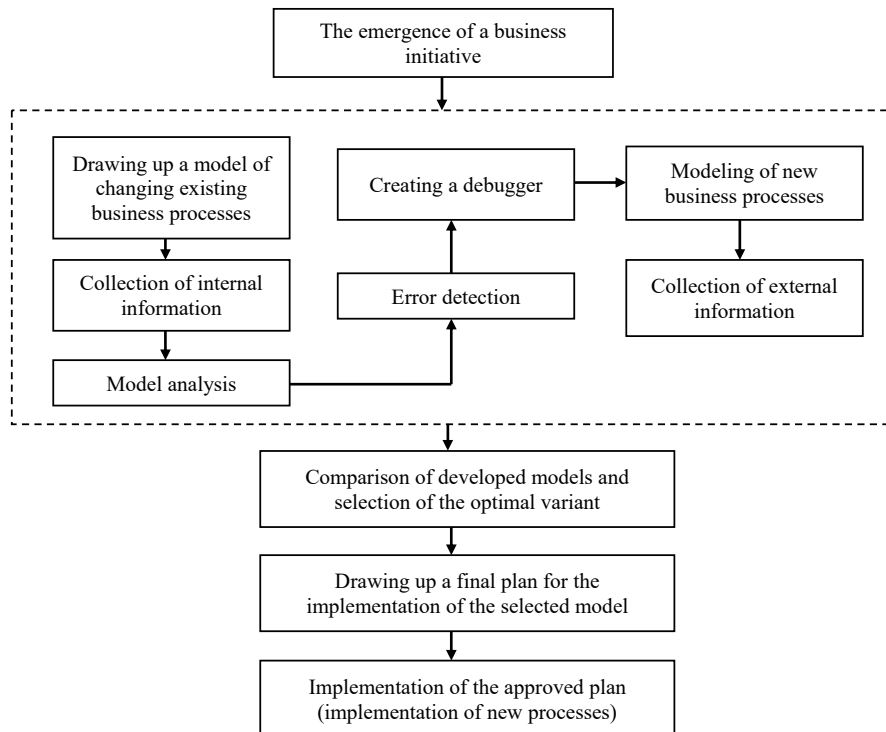 The emergence of a business
initiative
Drawing up a model of
changing existing
business processes
Collection of internal
information
Model analysis
Error detection
Creating a debugger
Modeling of new
business processes
Collection of external
information
Comparison of developed models and
selection of the optimal variant
Drawing up a final plan for the
implementation of the selected model
Implementation of the approved plan
(implementation of new processes)